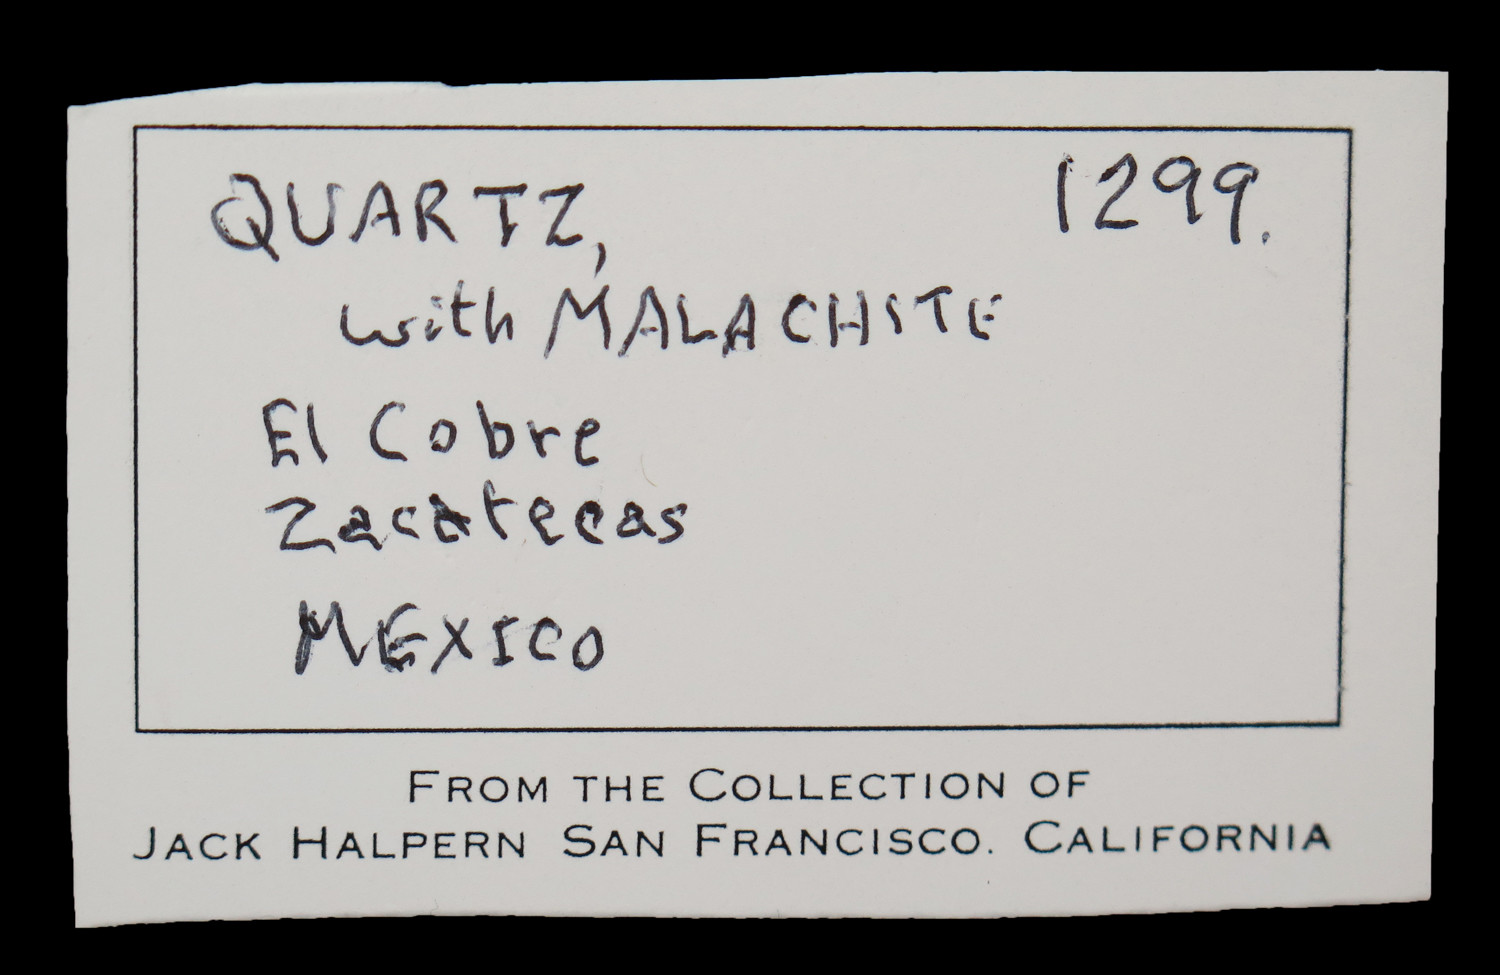 QUARTZ, 1299.
with MALACHITE
El Cobre
Zacatecas
MEXICO
FROM THE COLLECTION OF
JACK HALPERN SAN FRANCISCO. CALIFORNIA